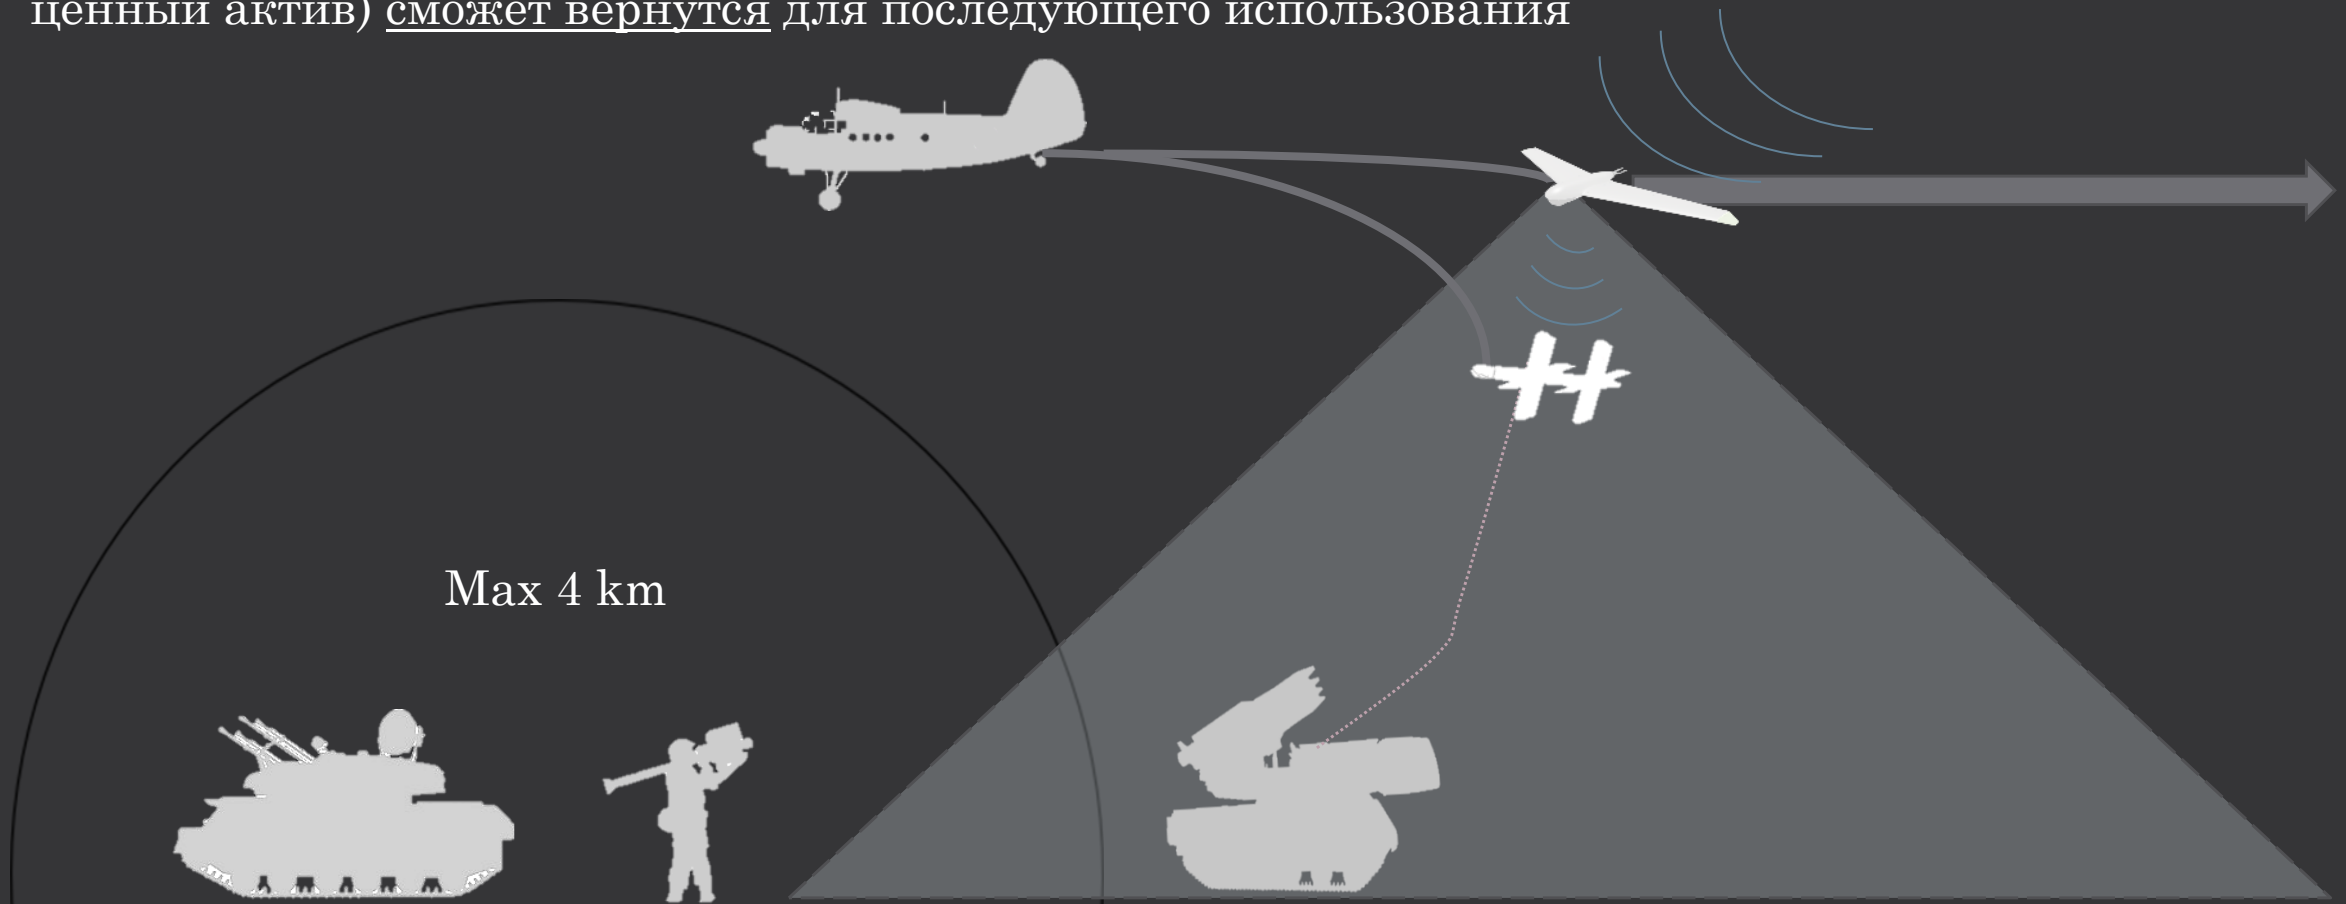 ценный актив) сможет вернутся для последующего использования
Max 4 km